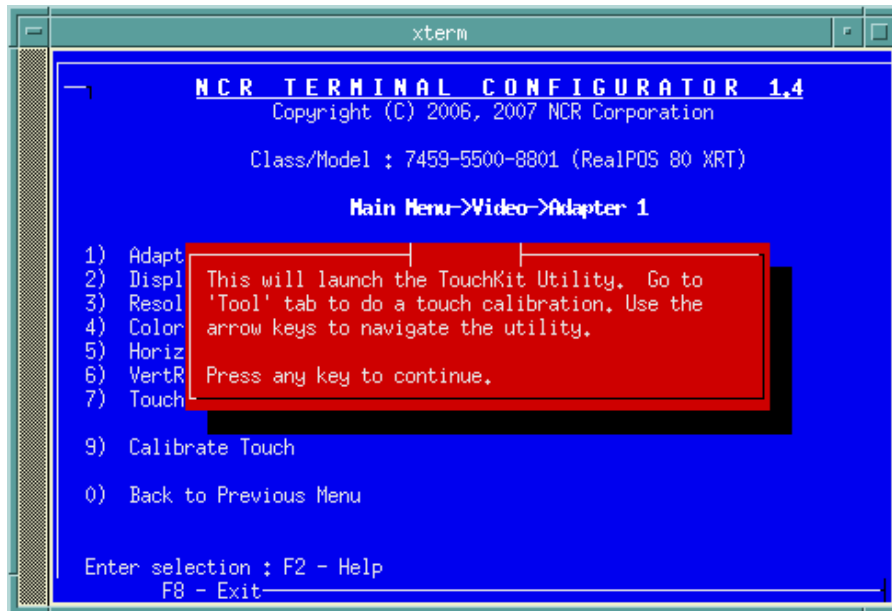 xterm
NCR TERMINAL CONFIGURATOR 1.4
Copyright (C) 2006, 2007 NCR Corporation
Class/Model : 7459-5500-8801 (RealPOS 80 XRT)
Main Menu->Video->Adapter 1
1) Adapt
2) Displ
3) Resol
4) Color
5) Horiz
6) VertR
7) Touch
This will launch the TouchKit Utility. Go to
'Tool' tab to do a touch calibration. Use the
arrow keys to navigate the utility.
Press any key to continue.
9) Calibrate Touch
0) Back to Previous Menu
Enter selection : F2 - Help
F8 - Exit